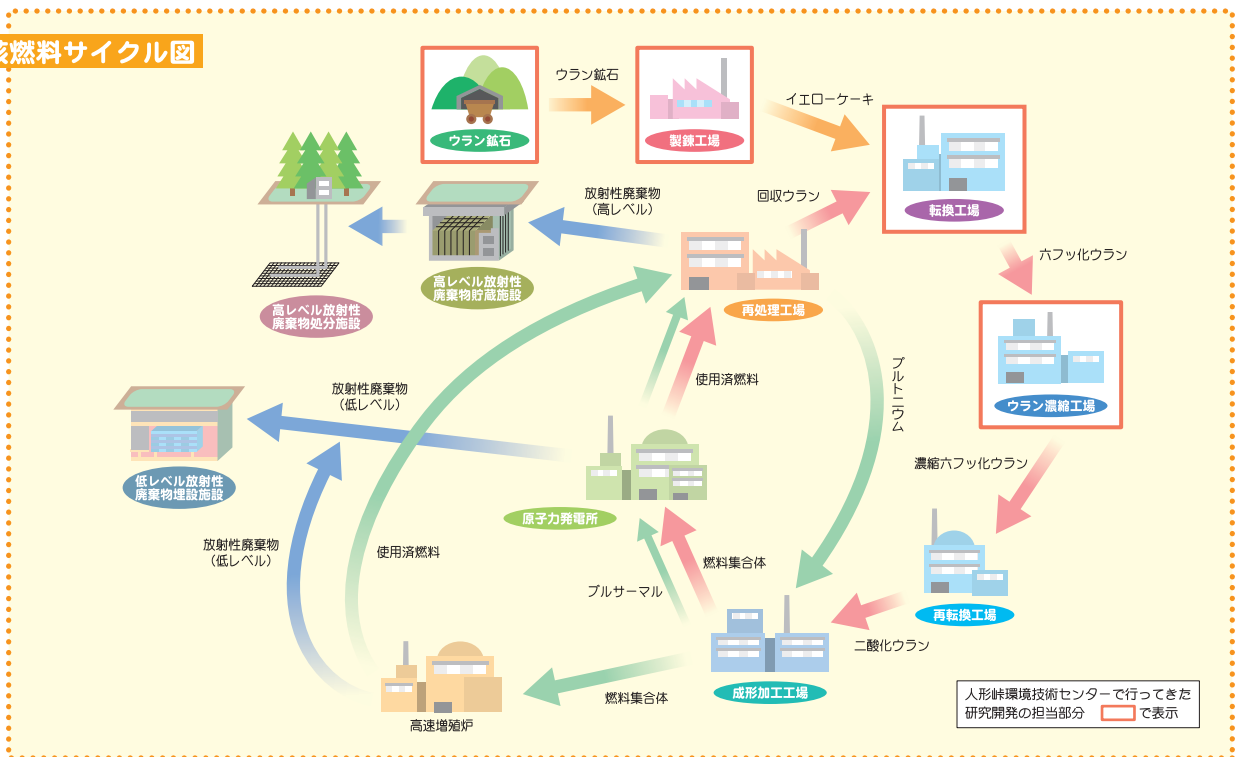 核燃料サイクル図
ウラン鉱石
ウラン鉱石
製錬工場
イエローケーキ
転換工場
回収ウラン
放射性廃棄物
（高レベル）
六フッ化ウラン
高レベル放射性
廃棄物貯蔵施設
高レベル放射性
廃棄物処分施設
再処理工場
ウラン濃縮工場
使用済燃料
プルトニウム
放射性廃棄物
（低レベル）
低レベル放射性
廃棄物埋設施設
原子力発電所
濃縮六フッ化ウラン
放射性廃棄物
（低レベル）
使用済燃料
燃料集合体
プルサーマル
再転換工場
二酸化ウラン
成形加工工場
燃料集合体
高速増殖炉
人形峠環境技術センターで行ってきた
研究開発の担当部分　　で表示